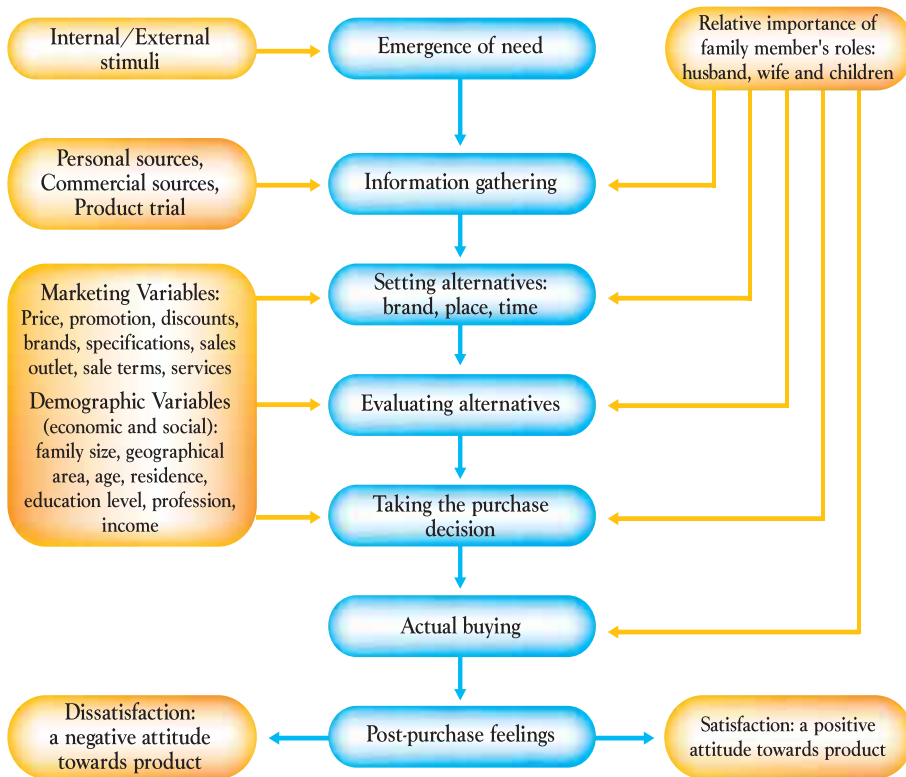 Internal/External
stimuli
Emergence of need
Relative importance of
family member's roles:
husband, wife and children
Personal sources,
Commercial sources,
Product trial
Information gathering
Marketing Variables:
Price, promotion, discounts,
brands, specifications, sales
outlet, sale terms, services
Demographic Variables
(economic and social):
family size, geographical
area, age, residence,
education level, profession,
income
Setting alternatives:
brand, place, time
Evaluating alternatives
Taking the purchase
decision
Actual buying
Dissatisfaction:
a negative attitude
towards product
Post-purchase feelings
Satisfaction: a positive
attitude towards product